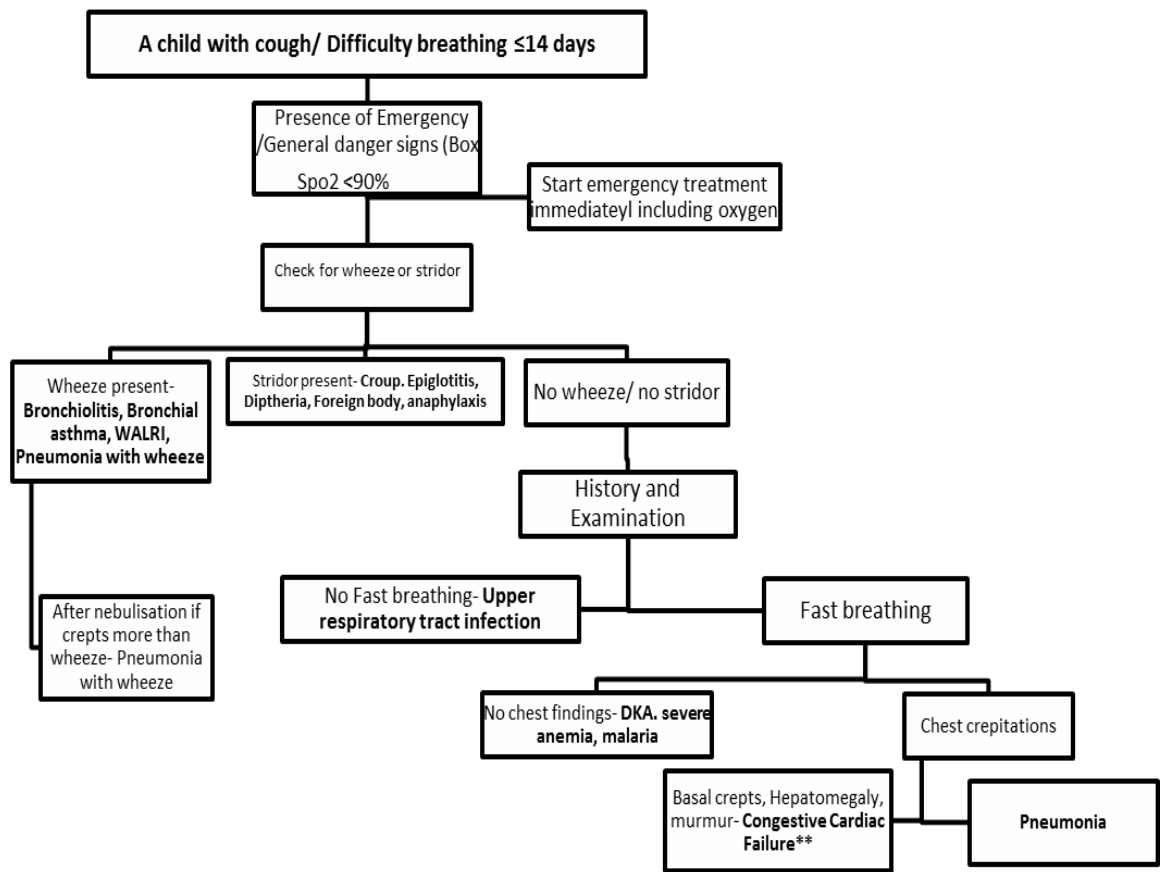 A child with cough/ Difficulty breathing ≤14 days
Presence of Emergency
/General danger signs (Box
Spo2 <90%
Start emergency treatment
immediateyl including oxygen
Check for wheeze or stridor
Wheeze present-
Bronchiolitis, Bronchial
asthma, WALRI,
Pneumonia with wheeze
Stridor present- Croup. Epiglotitis,
Diptheria, Foreign body, anaphylaxis
No wheeze/ no stridor
History and
Examination
After nebulisation if
crepts more than
wheeze- Pneumonia
with wheeze
No Fast breathing- Upper
respiratory tract infection
Fast breathing
No chest findings- DKA. severe
anemia, malaria
Chest crepitations
Basal crepts, Hepatomegaly,
murmur- Congestive Cardiac
Failure**
Pneumonia